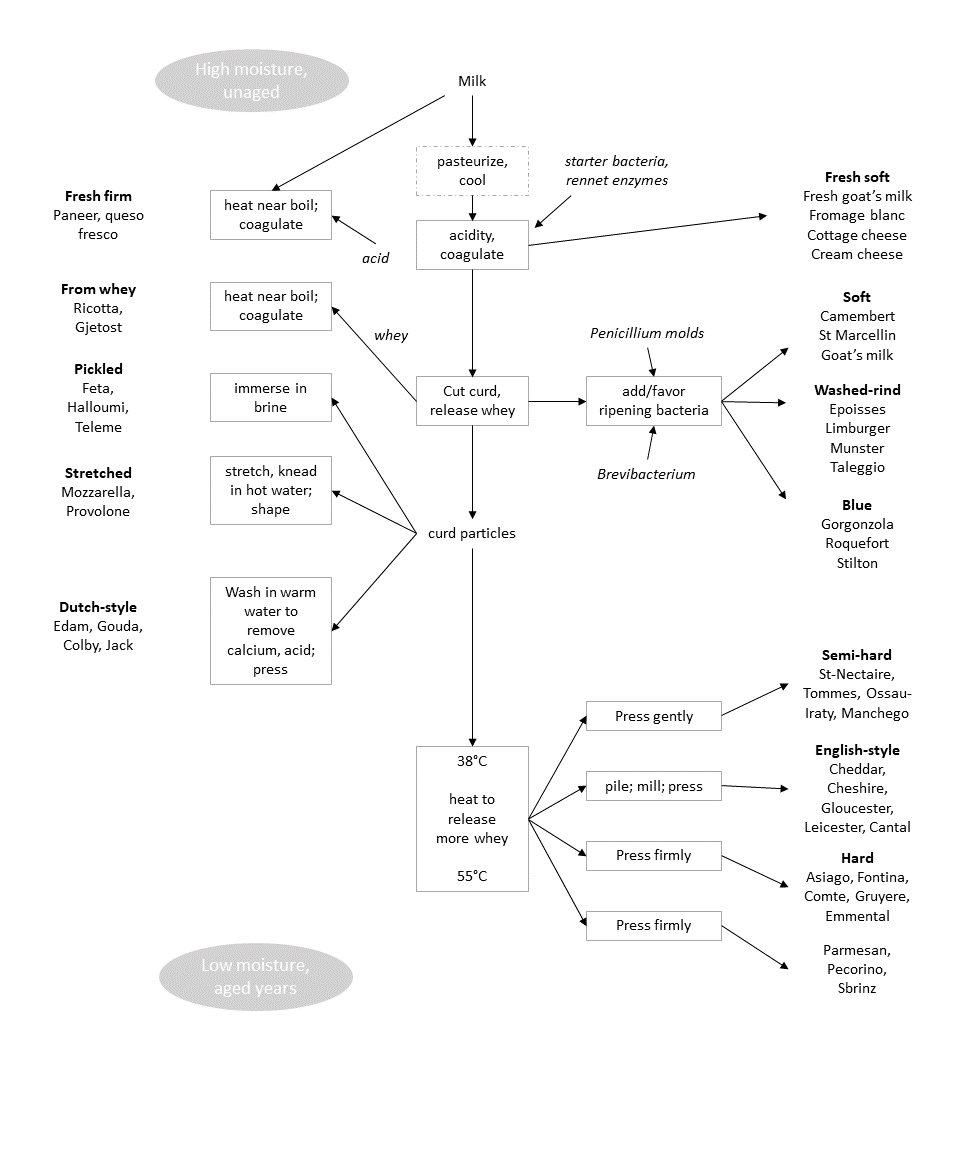 High moisture,
unaged
Milk
pasteurize,
cool
starter bacteria,
rennet enzymes
Fresh firm
Paneer, queso
fresco
heat near boil;
coagulate
acid
acidity,
coagulate
Fresh soft
Fresh goat's milk
Fromage blanc
Cottage cheese
Cream cheese
From whey
Ricotta,
Gjetost
heat near boil;
coagulate
whey
Penicillium molds
Soft
Camembert
St Marcellin
Goat's milk
Pickled
Feta,
Halloumi,
Teleme
immerse in
brine
Cut curd,
release whey
add/favor
ripening bacteria
Brevibacterium
Washed-rind
Epoisses
Limburger
Munster
Taleggio
Stretched
Mozzarella,
Provolone
stretch, knead
in hot water;
shape
curd particles
Blue
Gorgonzola
Roquefort
Stilton
Dutch-style
Edam, Gouda,
Colby, Jack
Wash in warm
water to
remove
calcium, acid;
press
38°C
heat to
release
more whey
55°C
Press gently
pile; mill; press
Press firmly
Press firmly
Semi-hard
St-Nectaire,
Tommes, Ossau-
Iraty, Manchego
English-style
Cheddar,
Cheshire,
Gloucester,
Leicester, Cantal
Hard
Asiago, Fontina,
Comte, Gruyere,
Emmental
Parmesan,
Pecorino,
Sbrinz
Low moisture,
aged years